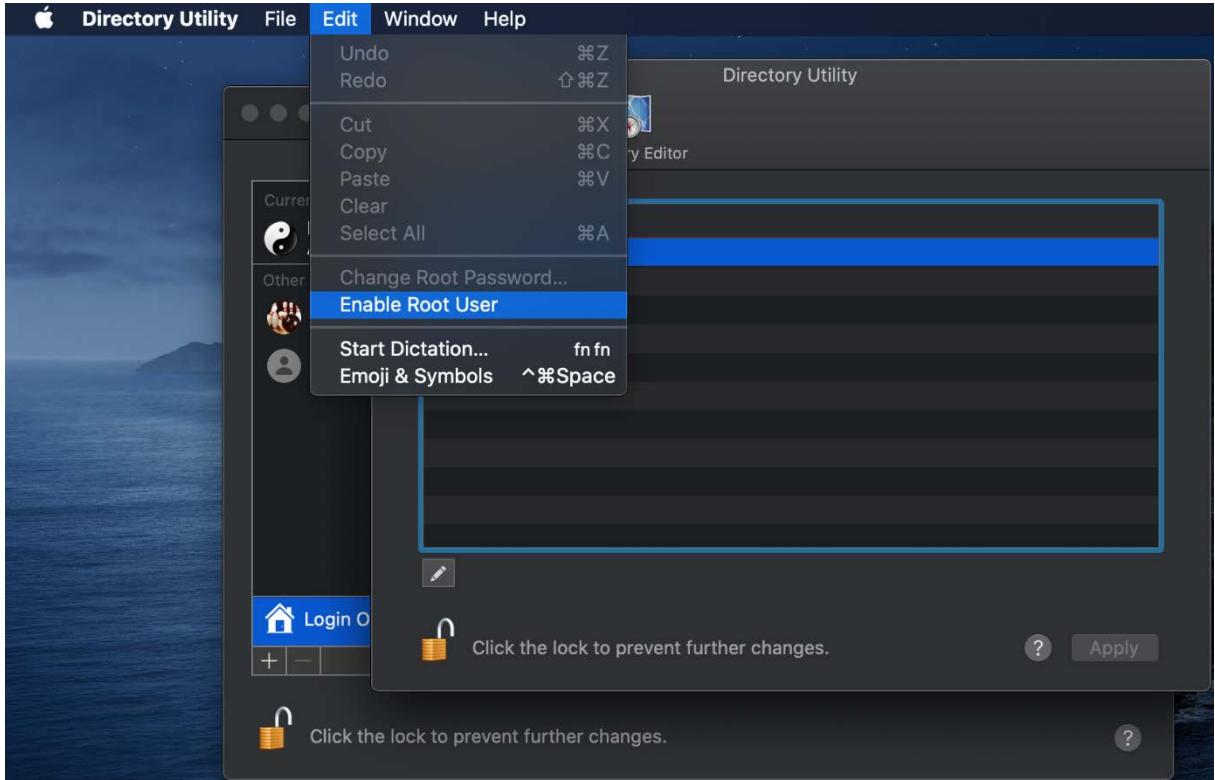 Directory Utility File Edit Window Help
Undo ⌘Z
Redo ⇧⌘Z
Cut ⌘X
Copy ⌘C
Paste ⌘V
Clear
Select All ⌘A
Change Root Password...
Enable Root User
Start Dictation... fn fn
Emoji & Symbols ^⌘Space
Directory Utility
Editor
Other
Login
Click the lock to prevent further changes.
? Apply
Click the lock to prevent further changes.
?